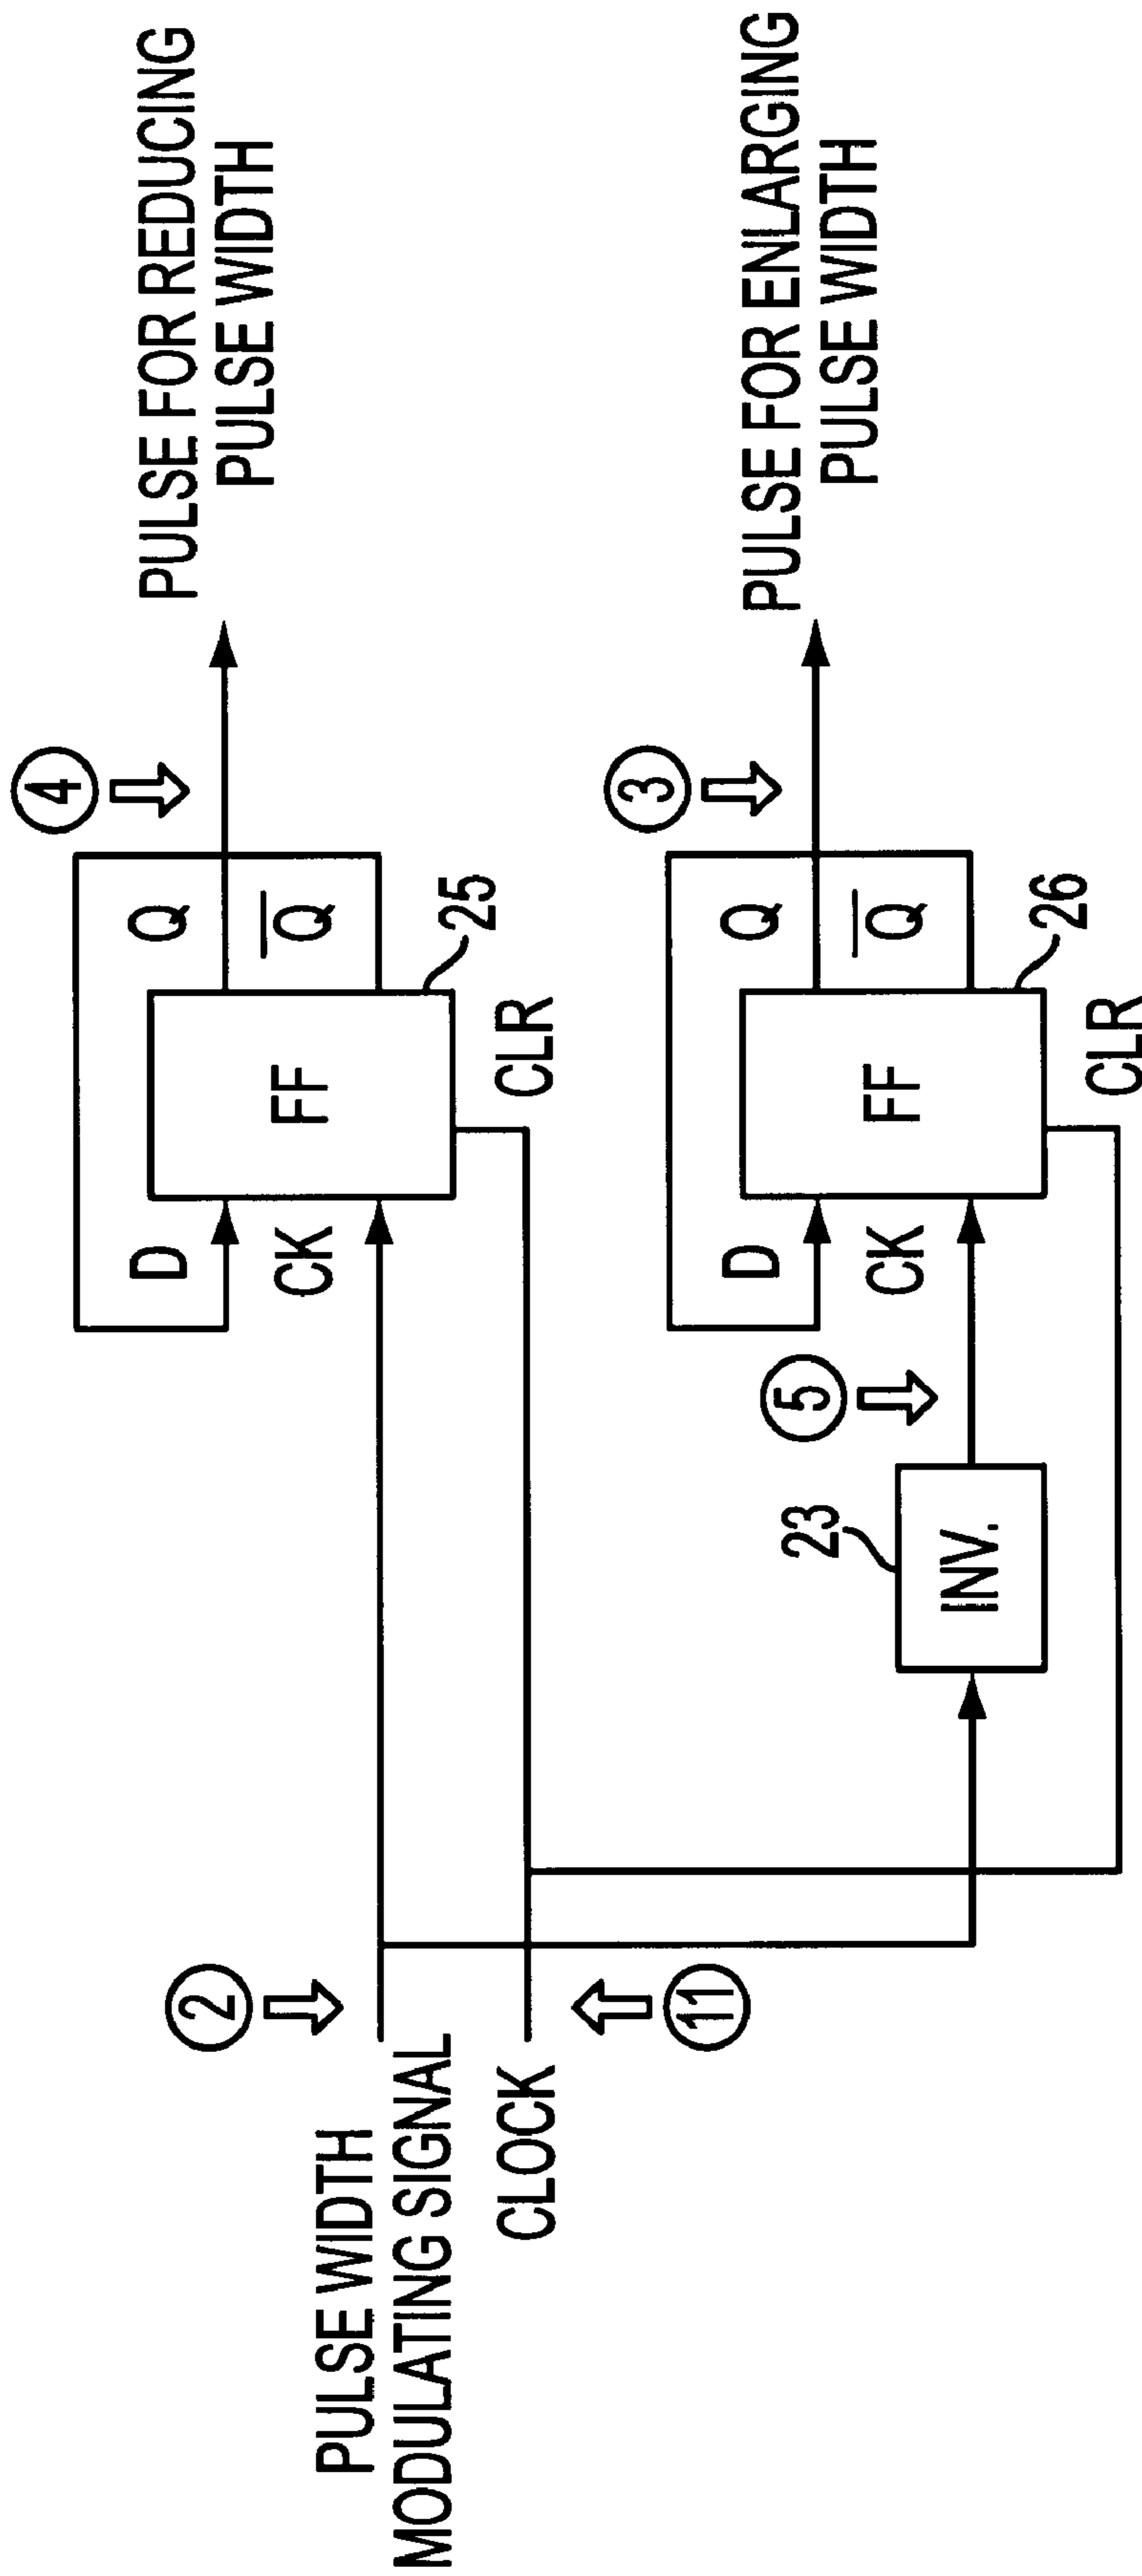 ④
PULSE FOR REDUCING
PULSE WIDTH
Q
Q̅
D
FF
CK
25
CLR
②
PULSE WIDTH
MODULATING SIGNAL
CLOCK
⑪
③
PULSE FOR ENLARGING
PULSE WIDTH
Q
Q̅
D
FF
CK
26
CLR
⑤
23
INV.